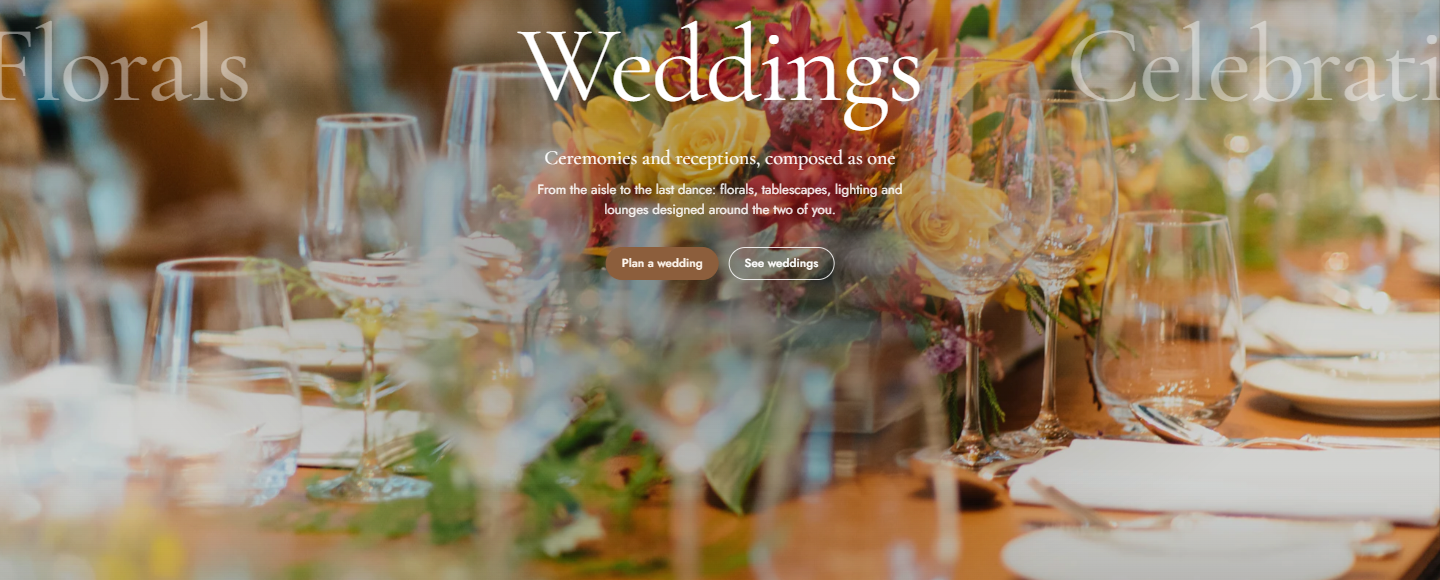 Florals
Weddings
Celebrati
Ceremonies and receptions, composed as one
From the aisle to the last dance: florals, tablescapes, lighting and
lounges designed around the two of you.
Plan a wedding
See weddings